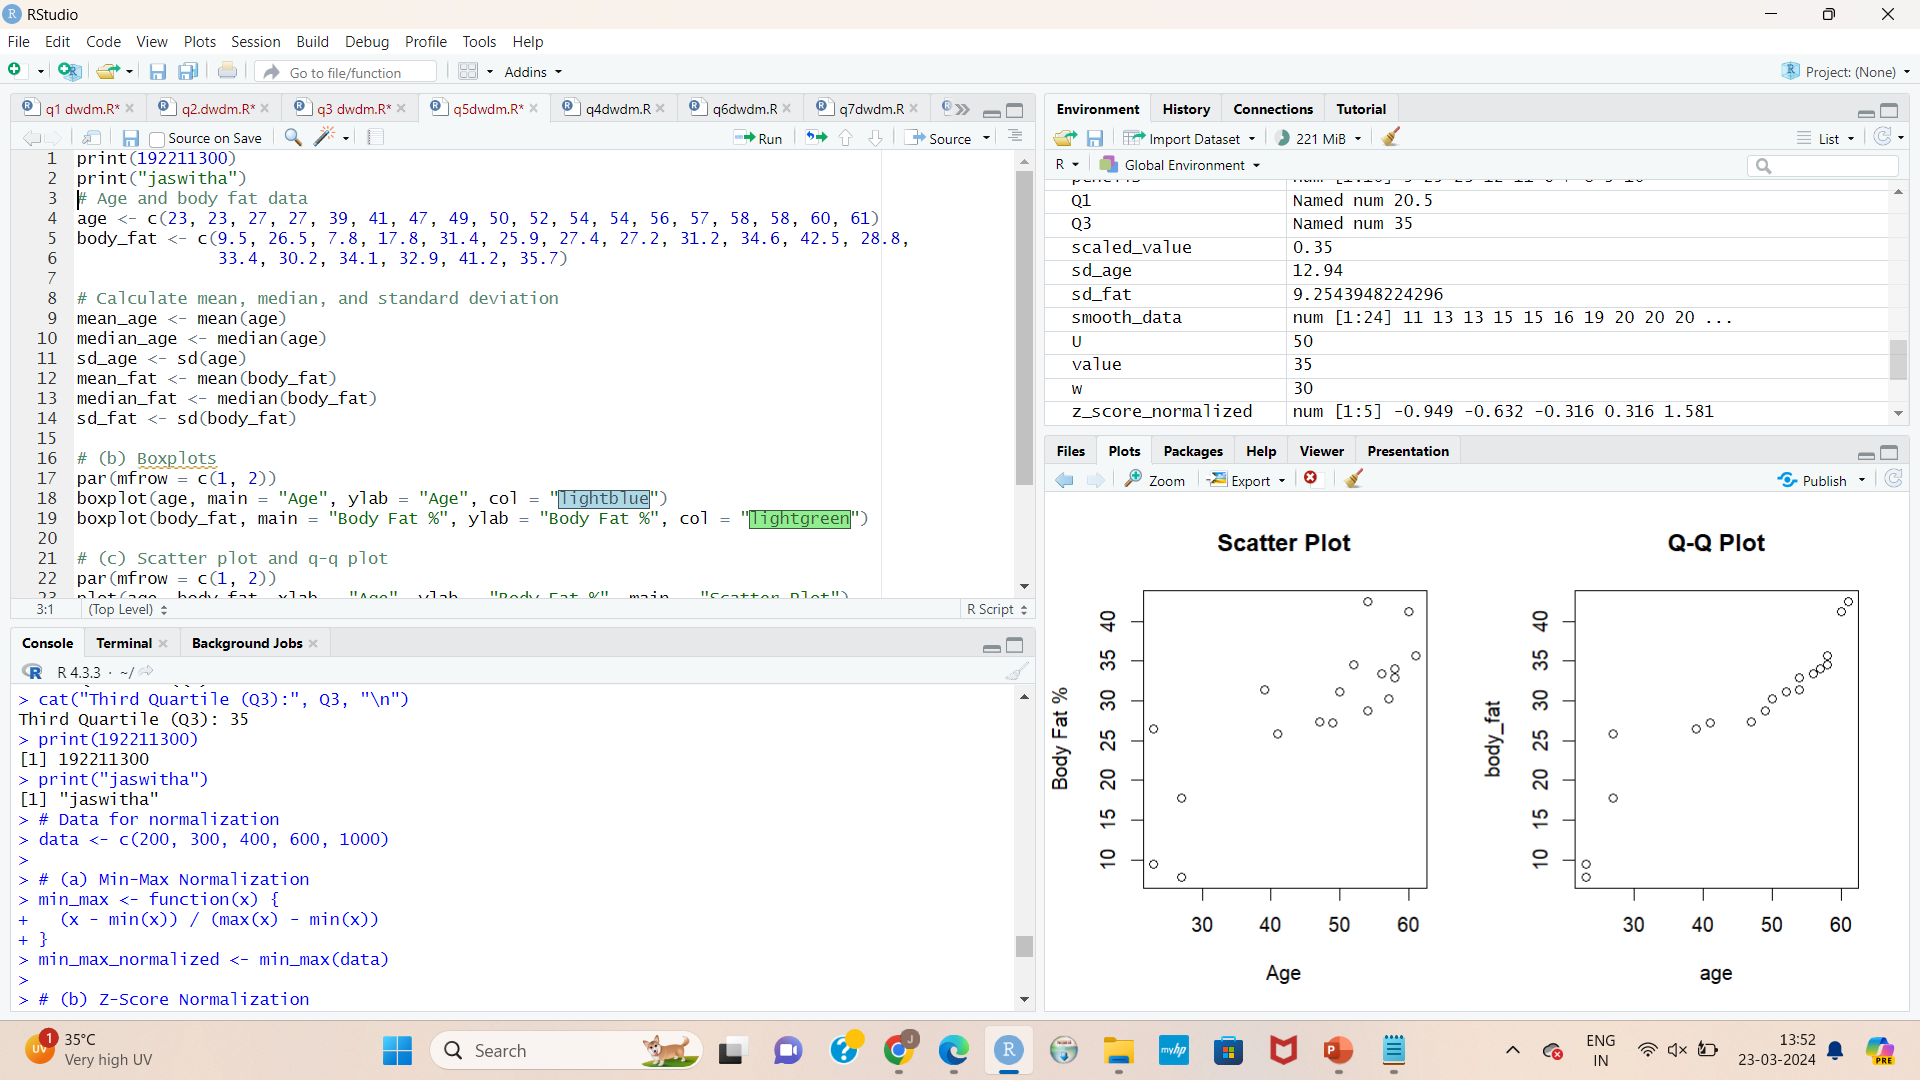 RStudio
File Edit Code View Plots Session Build Debug Profile Tools Help
Go to file/function Addins Project: (None)
q1 dwdm.R* q2.dwdm.R* q3 dwdm.R* q5dwdm.R* q4dwdm.R q6dwdm.R q7dwdm.R
Source on Save Run Source
1 print(192211300)
2 print("jaswitha")
3 # Age and body fat data
4 age <- c(23, 23, 27, 27, 39, 41, 47, 49, 50, 52, 54, 54, 56, 57, 58, 58, 60, 61)
5 body_fat <- c(9.5, 26.5, 7.8, 17.8, 31.4, 25.9, 27.4, 27.2, 31.2, 34.6, 42.5, 28.8,
6 33.4, 30.2, 34.1, 32.9, 41.2, 35.7)
7
8 # Calculate mean, median, and standard deviation
9 mean_age <- mean(age)
10 median_age <- median(age)
11 sd_age <- sd(age)
12 mean_fat <- mean(body_fat)
13 median_fat <- median(body_fat)
14 sd_fat <- sd(body_fat)
15
16 # (b) Boxplots
17 par(mfrow = c(1, 2))
18 boxplot(age, main = "Age", ylab = "Age", col = "lightblue")
19 boxplot(body_fat, main = "Body Fat %", ylab = "Body Fat %", col = "lightgreen")
20
21 # (c) Scatter plot and q-q plot
22 par(mfrow = c(1, 2))
23 plot(age, body_fat, xlab = "Age", ylab = "Body Fat %", main = "Scatter Plot")
3:1 (Top Level) R Script
Console Terminal Background Jobs
R 4.3.3 · ~/
> cat("Third Quartile (Q3):", Q3, "\n")
Third Quartile (Q3): 35
> print(192211300)
[1] 192211300
> print("jaswitha")
[1] "jaswitha"
> # Data for normalization
> data <- c(200, 300, 400, 600, 1000)
>
> # (a) Min-Max Normalization
> min_max <- function(x) {
+ (x - min(x)) / (max(x) - min(x))
+ }
> min_max_normalized <- min_max(data)
>
> # (b) Z-Score Normalization
Environment History Connections Tutorial
Import Dataset 221 MiB List
R Global Environment
Q1 Named num 20.5
Q3 Named num 35
scaled_value 0.35
sd_age 12.94
sd_fat 9.2543948224296
smooth_data num [1:24] 11 13 13 15 15 16 19 20 20 20 ...
U 50
value 35
w 30
z_score_normalized num [1:5] -0.949 -0.632 -0.316 0.316 1.581
Files Plots Packages Help Viewer Presentation
Zoom Export Publish
Scatter Plot
Body Fat %
40
35
30
25
20
15
10
30 40 50 60
Age
Q-Q Plot
body_fat
40
35
30
25
20
15
10
30 40 50 60
age
UV 1 35°C
Very high UV
Search
J
myhp
PRE
ENG
IN
13:52
23-03-2024